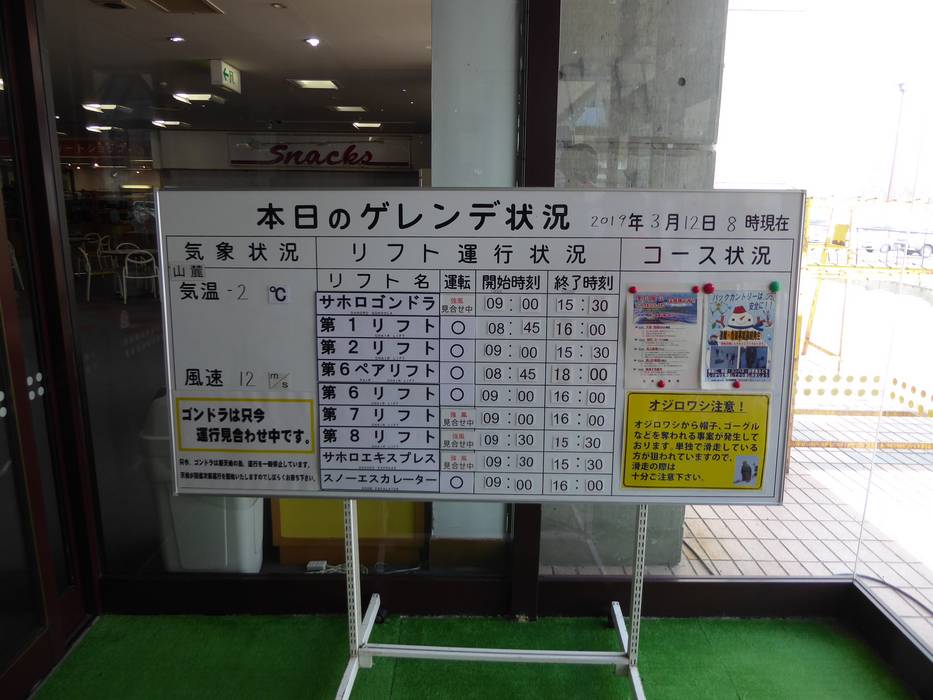 Snacks
本日のゲレンデ状況 2019年3月12日8時現在
気象状況
山麓
気温 -2 ℃
風速 12 m/s
ゴンドラは只今
運行見合わせ中です。
リフト運行状況
リフト名 運転 開始時刻 終了時刻
サホロゴンドラ 強風見合せ中 09:00 15:30
第1リフト ○ 08:45 16:00
第2リフト ○ 09:00 15:30
第6ペアリフト ○ 08:45 18:00
第6リフト ○ 09:00 16:00
第7リフト 強風見合せ中 09:00 16:00
第8リフト 強風見合せ中 09:30 15:30
サホロエキスプレス 強風見合せ中 09:30 15:30
スノーエスカレーター ○ 09:00 16:00
コース状況
バックカントリーは
安全に!
オジロワシ注意!
オジロワシから帽子、ゴーグル
などを奪われる事案が発生して
おります。単独で滑走している
方が狙われていますので、
滑走の際は
十分ご注意下さい。